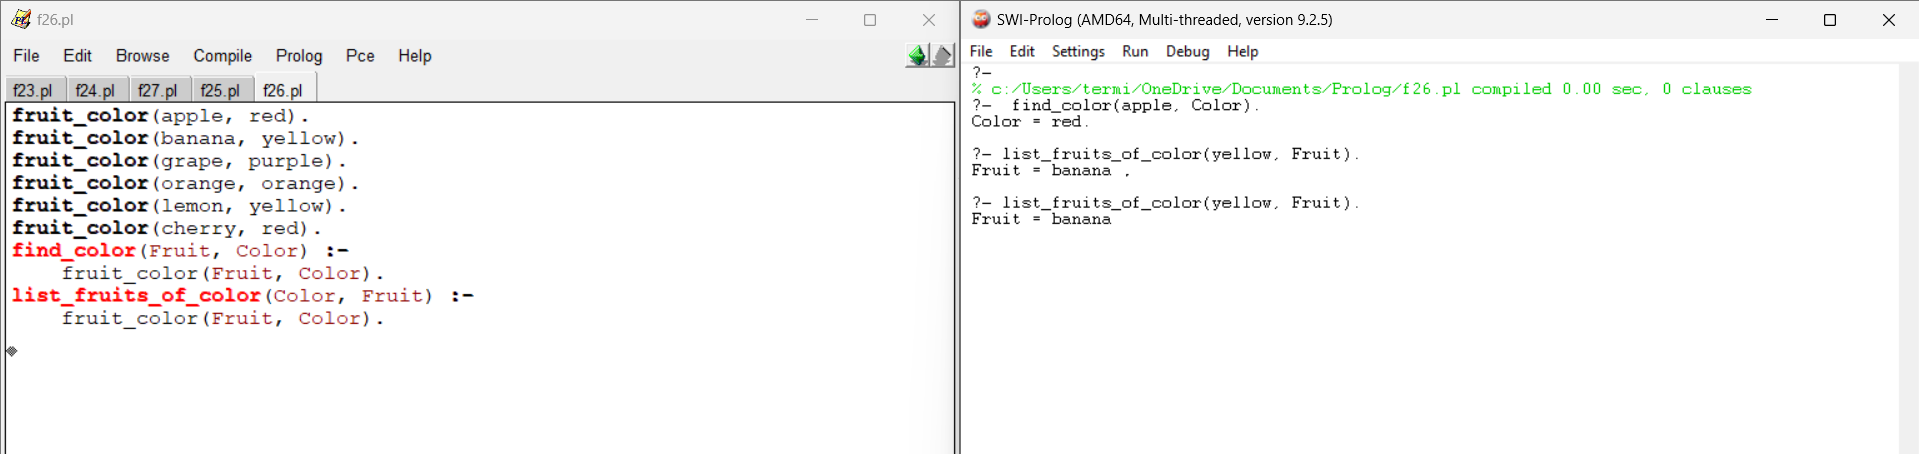 f26.pl
File Edit Browse Compile Prolog Pce Help
f23.pl f24.pl f27.pl f25.pl f26.pl
fruit_color(apple, red).
fruit_color(banana, yellow).
fruit_color(grape, purple).
fruit_color(orange, orange).
fruit_color(lemon, yellow).
fruit_color(cherry, red).
find_color(Fruit, Color) :-
    fruit_color(Fruit, Color).
list_fruits_of_color(Color, Fruit) :-
    fruit_color(Fruit, Color).
SWI-Prolog (AMD64, Multi-threaded, version 9.2.5)
File Edit Settings Run Debug Help
?-
% c:/Users/termi/OneDrive/Documents/Prolog/f26.pl compiled 0.00 sec, 0 clauses
?-  find_color(apple, Color).
Color = red.
?- list_fruits_of_color(yellow, Fruit).
Fruit = banana .
?- list_fruits_of_color(yellow, Fruit).
Fruit = banana